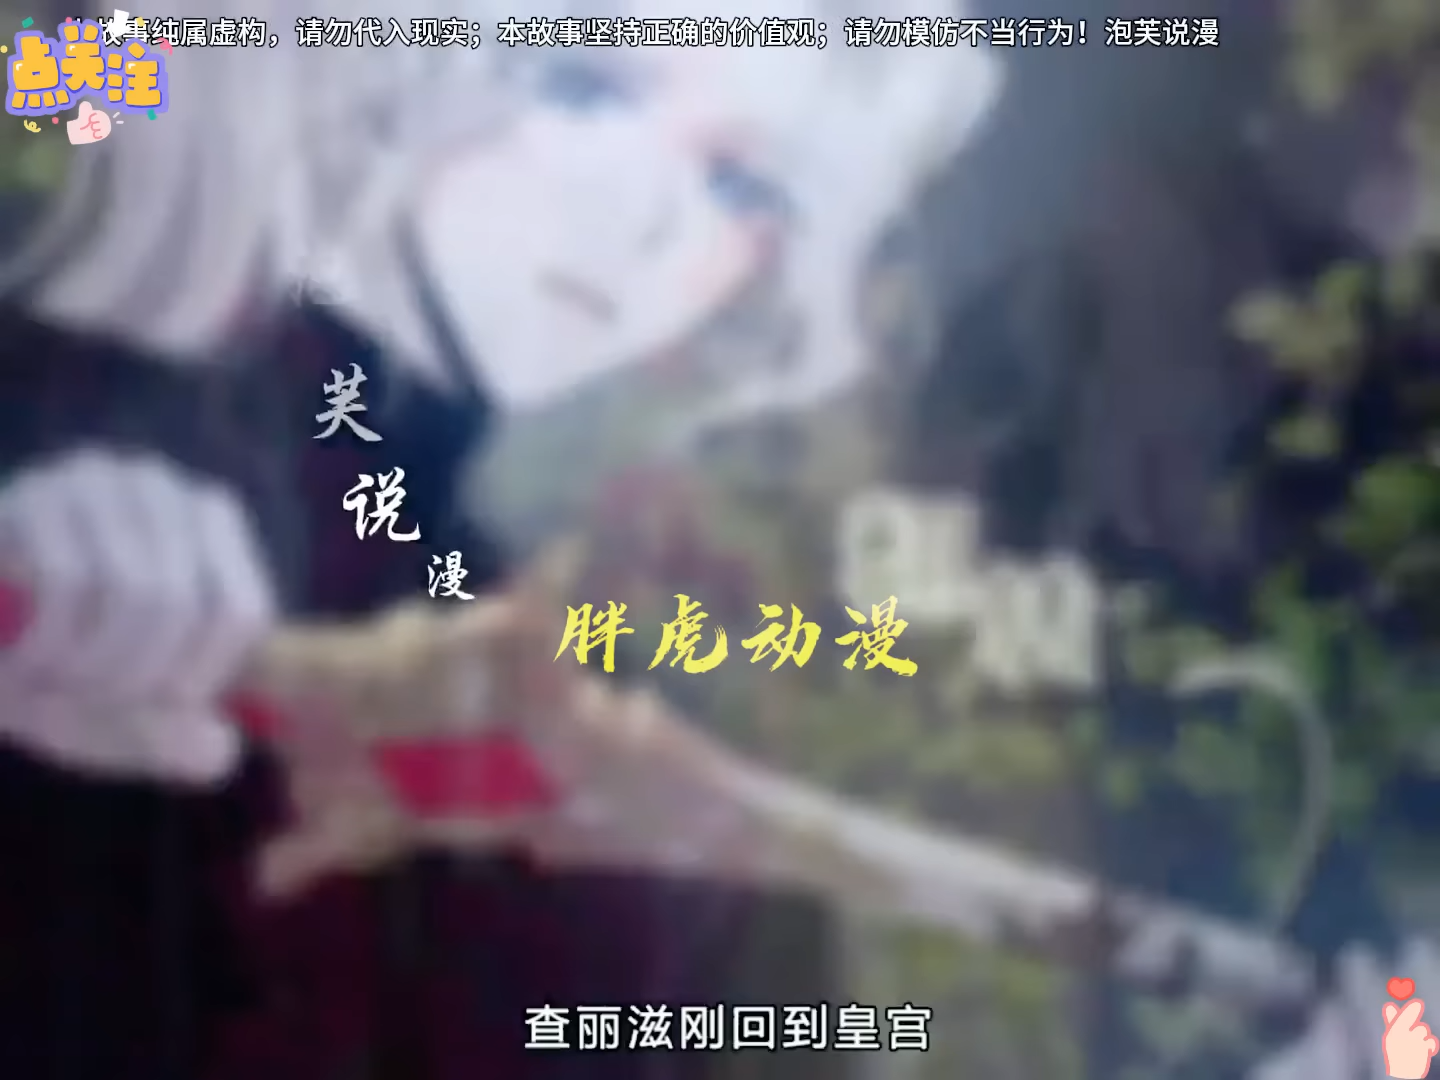 故事纯属虚构，请勿代入现实；本故事坚持正确的价值观；请勿模仿不当行为！泡芙说漫
点关注
芙
说
漫
胖虎动漫
查丽滋刚回到皇宫